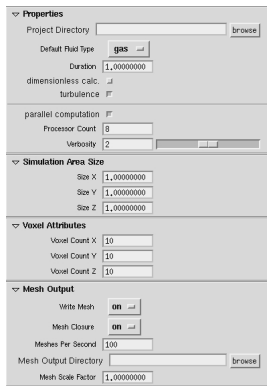 Properties
Project Directory browse
Default Fluid Type gas
Duration 1.00000000
dimensionless calc.
turbulence
parallel computation
Processor Count 8
Verbosity 2
Simulation Area Size
Size X 1.00000000
Size Y 1.00000000
Size Z 1.00000000
Voxel Attributes
Voxel Count X 10
Voxel Count Y 10
Voxel Count Z 10
Mesh Output
Write Mesh on
Mesh Closure on
Meshes Per Second 100
Mesh Output Directory browse
Mesh Scale Factor 1.00000000